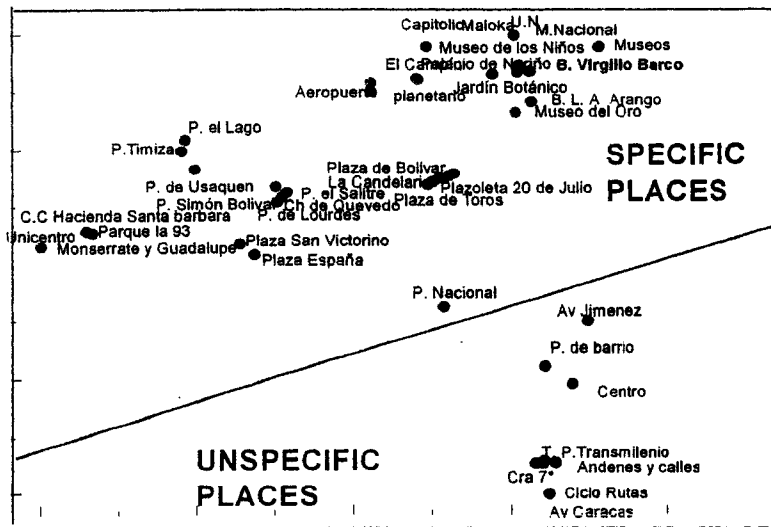 Capitolio Maloka U.N
M.Nacional
Museo de los Niños Museos
El Campin Palacio de Nariño B. Virgilio Barco
Jardín Botánico
Aeropuerto planetario
B. L. A Arango
Museo del Oro
P. el Lago
P.Timiza
SPECIFIC
PLACES
Plaza de Bolivar
La Candelaria
Plazoleta 20 de Julio
P. de Usaquen
P. el Salitre
Plaza de Toros
P. Simón Bolivar Ch de Quevedo
P. de Lourdes
C.C Hacienda Santa barbara
Parque la 93
Unicentro
Monserrate y Guadalupe
Plaza San Victorino
Plaza España
P. Nacional
Av Jimenez
P. de barrio
Centro
UNSPECIFIC
PLACES
T. P.Transmilenio
Andenes y calles
Cra 7ª
Ciclo Rutas
Av Caracas